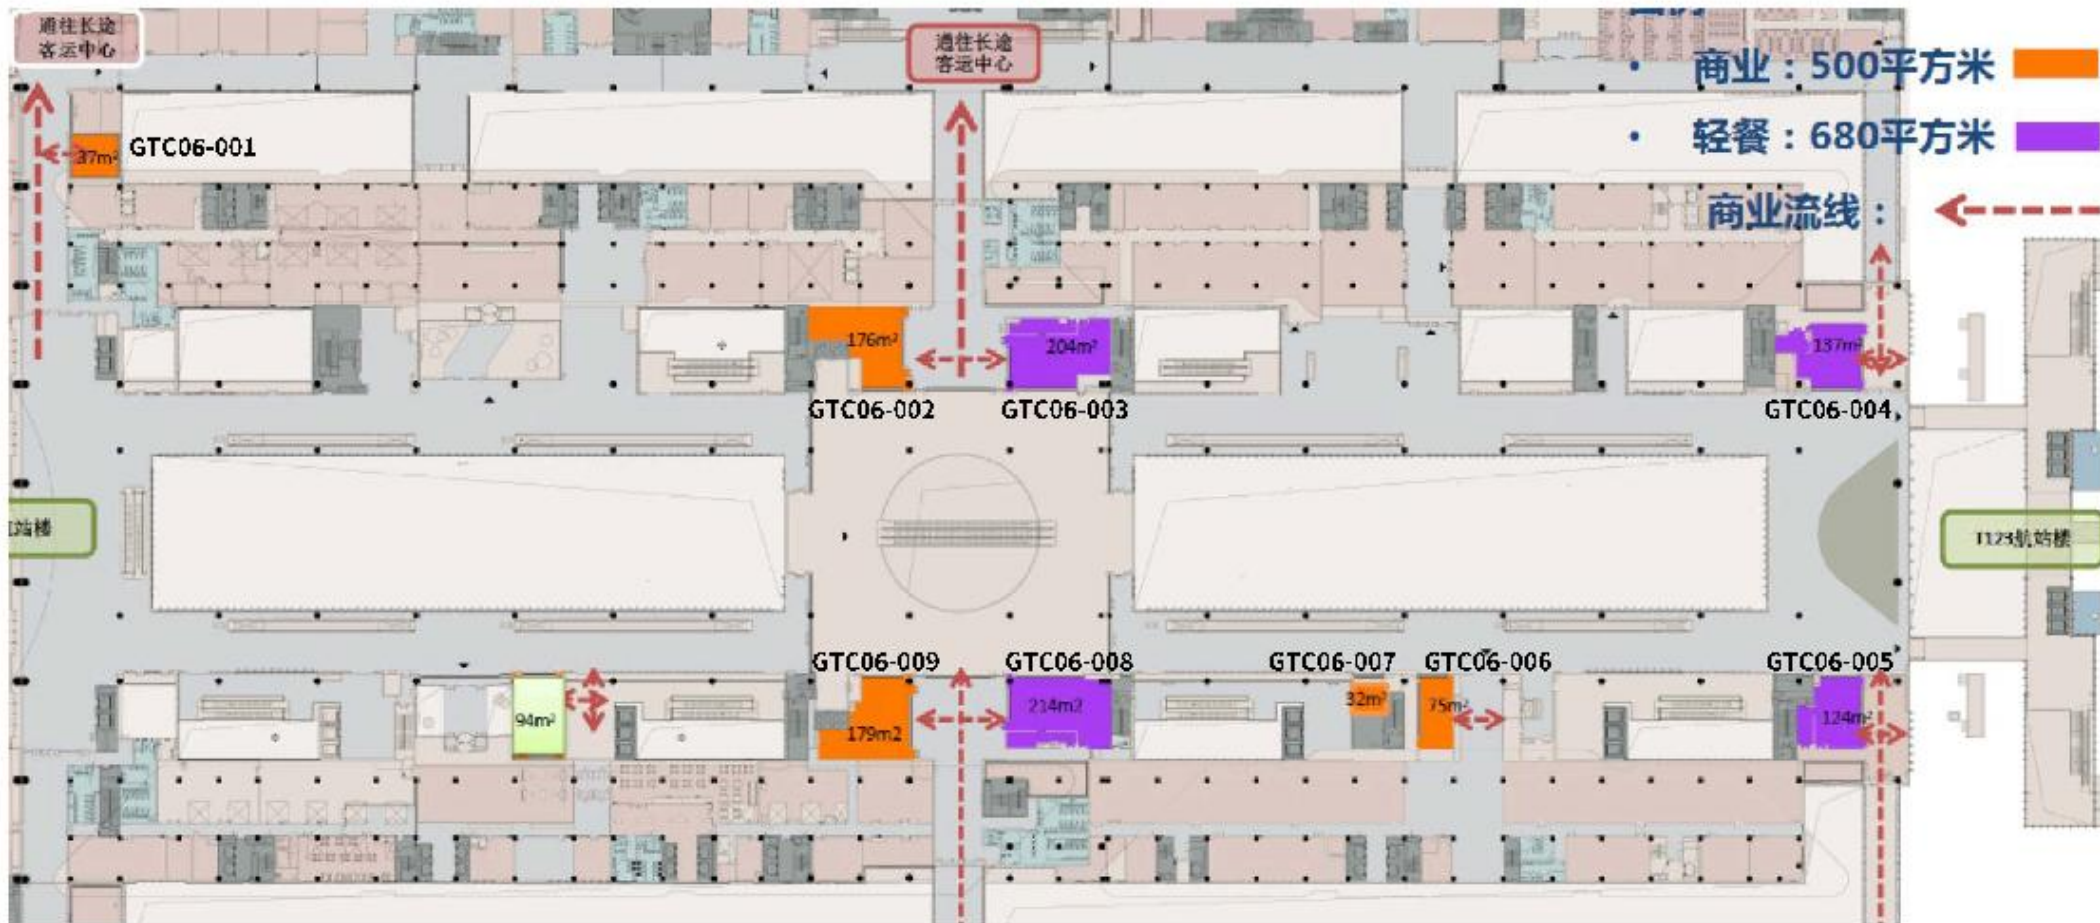 通往长途
客运中心
通往长途
客运中心
• 商业：500平方米
• 轻餐：680平方米
商业流线：
37m²
GTC06-001
176m²
204m²
137m²
GTC06-002
GTC06-003
GTC06-004
站楼
T123航站楼
GTC06-009
GTC06-008
GTC06-007
GTC06-006
GTC06-005
94m²
179m2
214m2
32m²
75m²
124m²